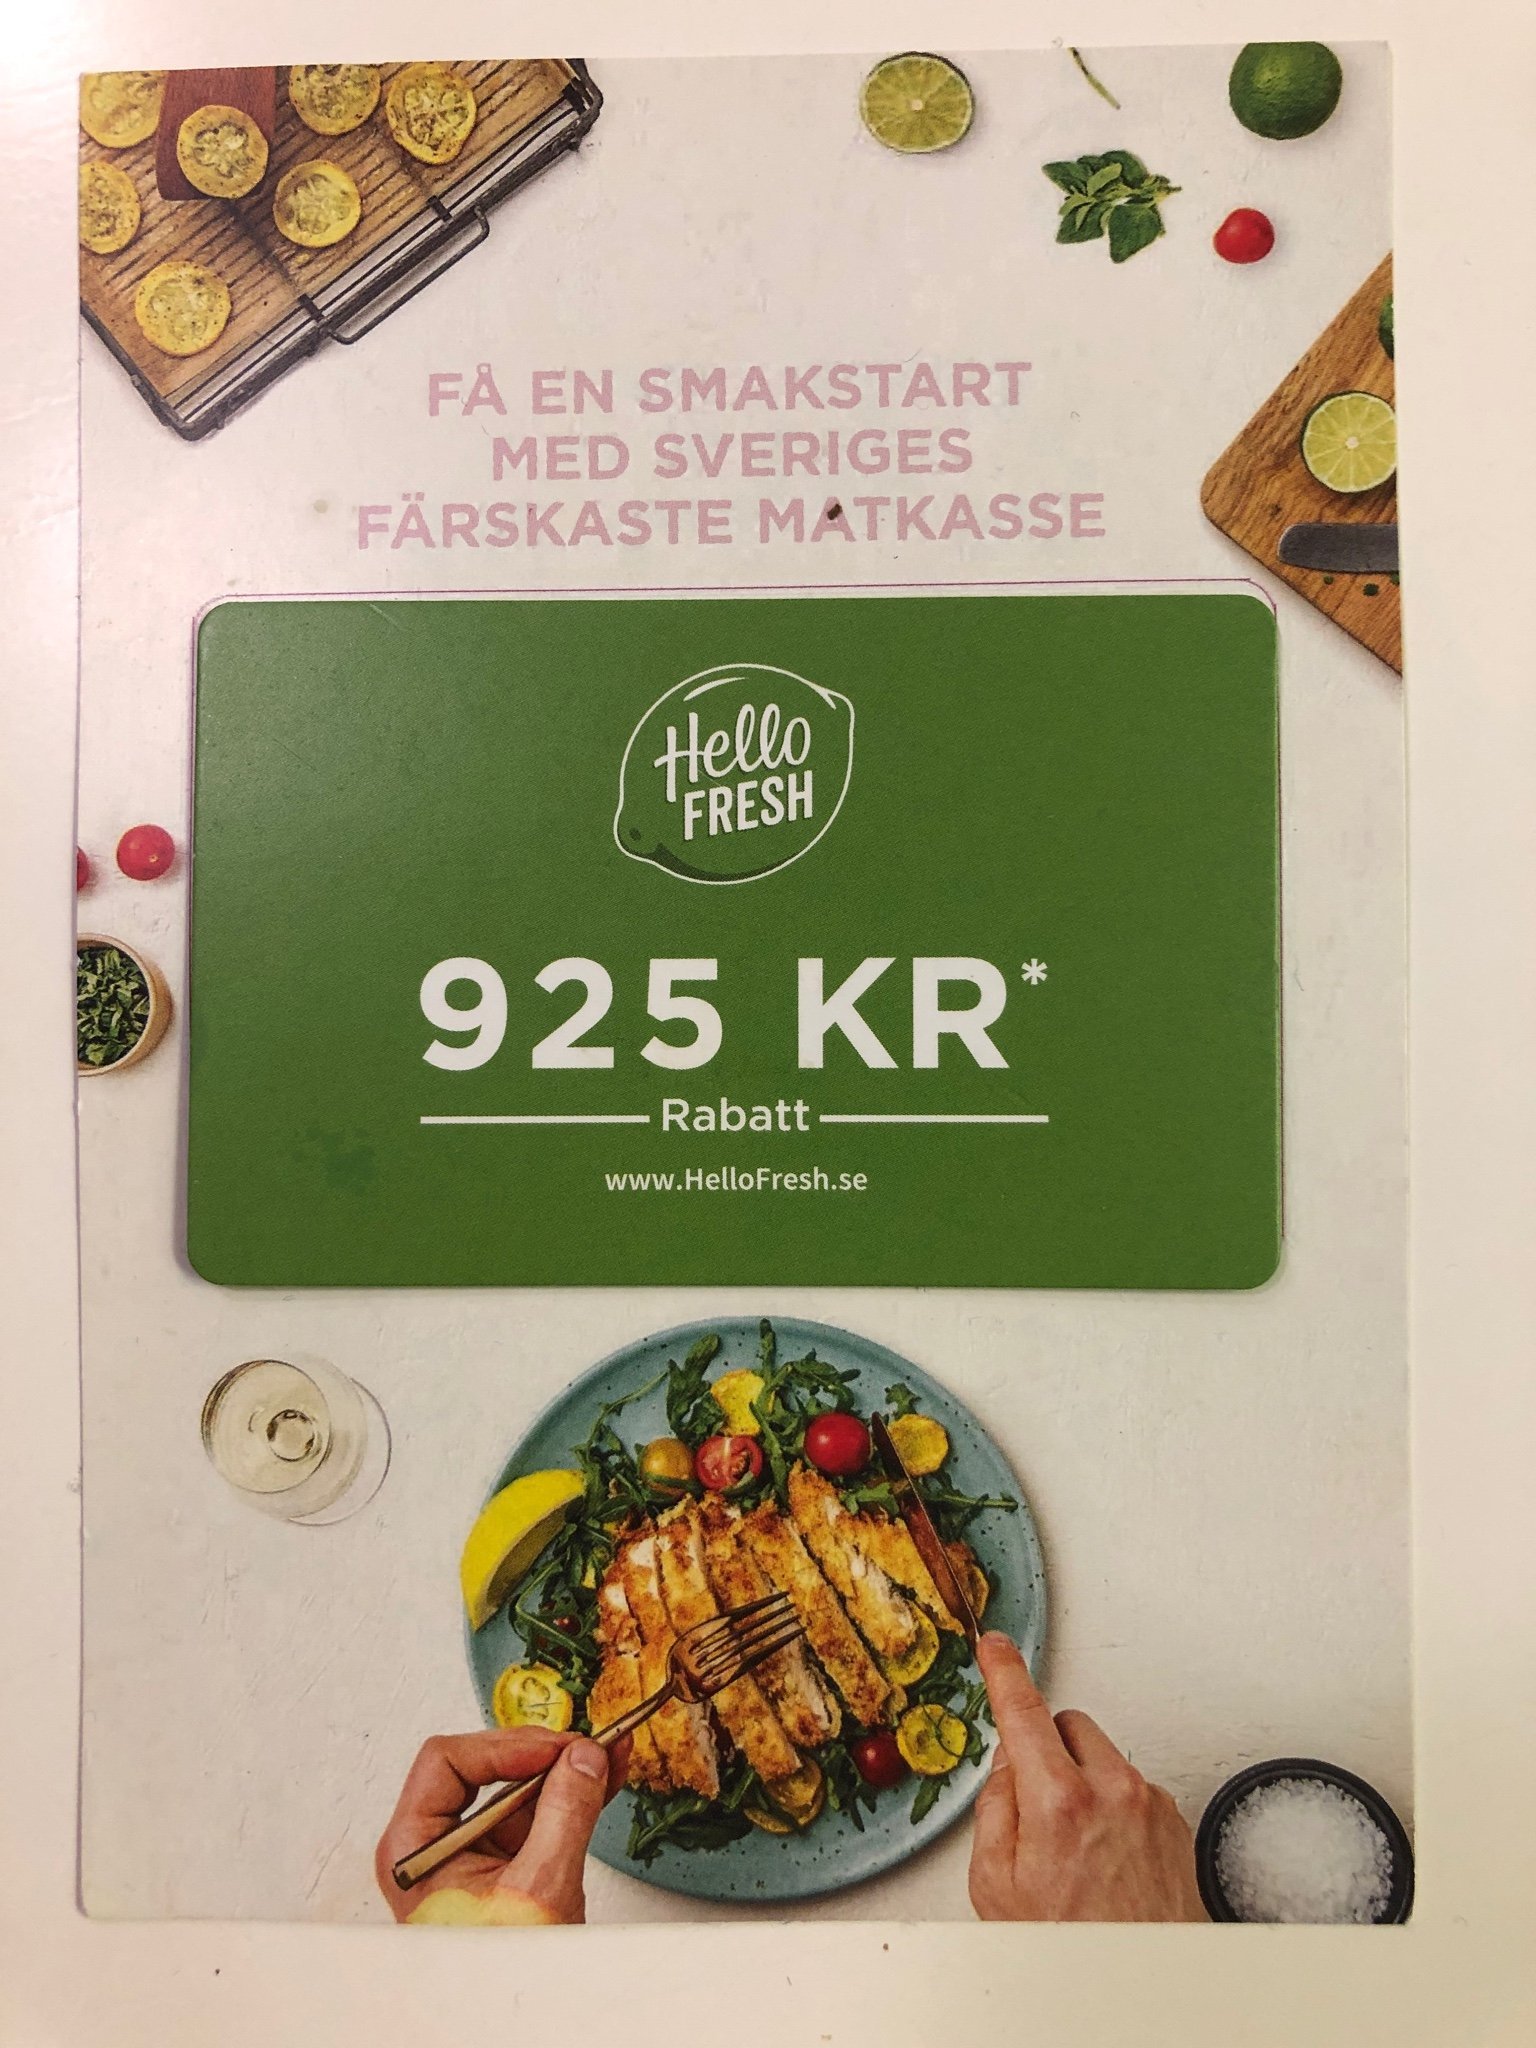 FÅ EN SMAKSTART
MED SVERIGES
FÄRSKASTE MATKASSE
Hello
FRESH
925 KR*
Rabatt
www.HelloFresh.se